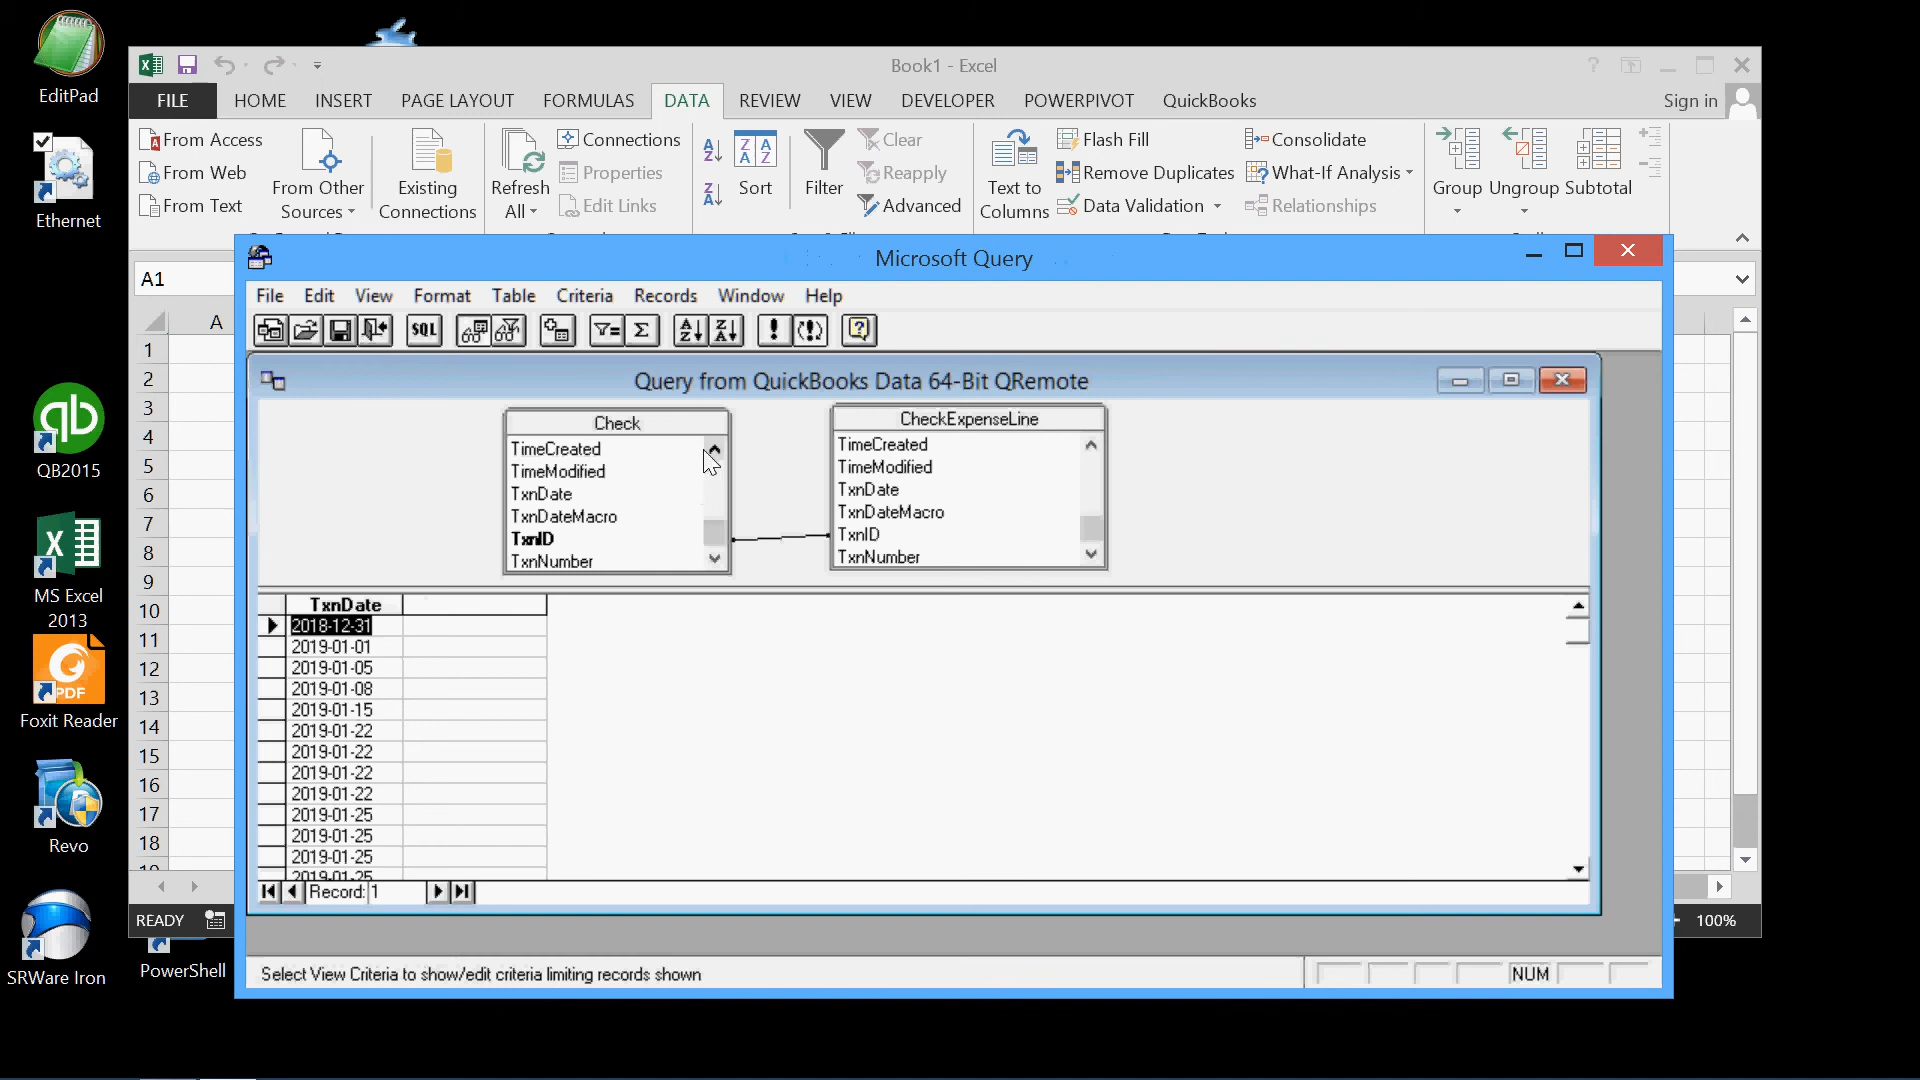 EditPad
Ethernet
QB2015
MS Excel
2013
PDF
Foxit Reader
Revo
SRWare Iron
PowerShell
Book1 - Excel
FILE HOME INSERT PAGE LAYOUT FORMULAS DATA REVIEW VIEW DEVELOPER POWERPIVOT QuickBooks Sign in
From Access
From Web
From Text
From Other
Sources
Existing
Connections
Refresh
All
Connections
Properties
Edit Links
Sort
Filter
Clear
Reapply
Advanced
Text to
Columns
Flash Fill
Remove Duplicates
Data Validation
Consolidate
What-If Analysis
Relationships
Group Ungroup Subtotal
A1
A
1
2
3
4
5
6
7
8
9
10
11
12
13
14
15
16
17
18
READY
100%
Microsoft Query
File Edit View Format Table Criteria Records Window Help
SQL
Query from QuickBooks Data 64-Bit QRemote
Check
TimeCreated
TimeModified
TxnDate
TxnDateMacro
TxnID
TxnNumber
CheckExpenseLine
TimeCreated
TimeModified
TxnDate
TxnDateMacro
TxnID
TxnNumber
TxnDate
2018-12-31
2019-01-01
2019-01-05
2019-01-08
2019-01-15
2019-01-22
2019-01-22
2019-01-22
2019-01-22
2019-01-25
2019-01-25
2019-01-25
2019-01-25
Record: 1
Select View Criteria to show/edit criteria limiting records shown
NUM